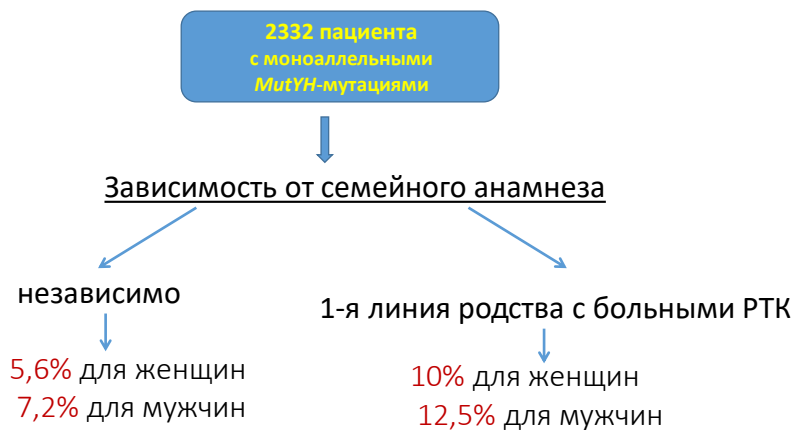 2332 пациента
с моноаллельными
MutYH-мутациями
Зависимость от семейного анамнеза
независимо
5,6% для женщин
7,2% для мужчин
1-я линия родства с больными РТК
10% для женщин
12,5% для мужчин